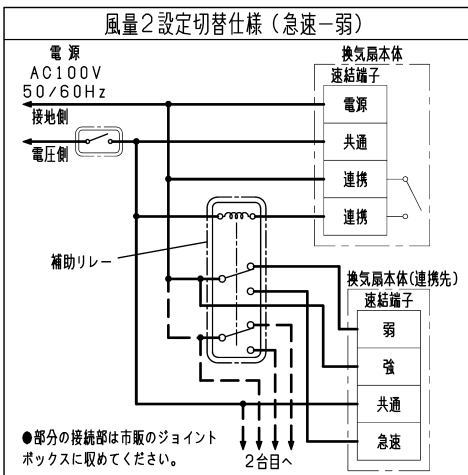 風量2設定切替仕様(急速-弱)
電源
AC100V
50/60Hz
接地側
電圧側
換気扇本体
速結端子
電源
共通
連携
連携
補助リレー
換気扇本体(連携先)
速結端子
弱
強
共通
急速
2台目へ
●部分の接続部は市販のジョイント
ボックスに収めてください。